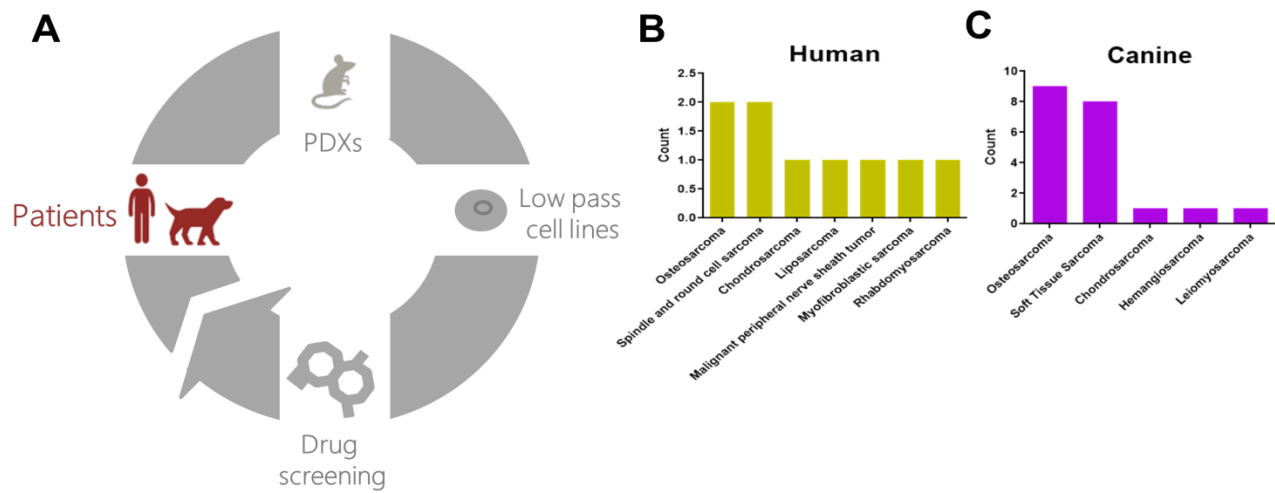 A
PDXs
Patients
Low pass
cell lines
Drug
screening
B
Human
Count
2.5
2.0
1.5
1.0
0.5
0.0
Osteosarcoma
Spindle and round cell sarcoma
Chondrosarcoma
Liposarcoma
Malignant peripheral nerve sheath tumor
Myofibroblastic sarcoma
Rhabdomyosarcoma
C
Canine
Count
10
8
6
4
2
0
Osteosarcoma
Soft Tissue Sarcoma
Chondrosarcoma
Hemangiosarcoma
Leiomyosarcoma